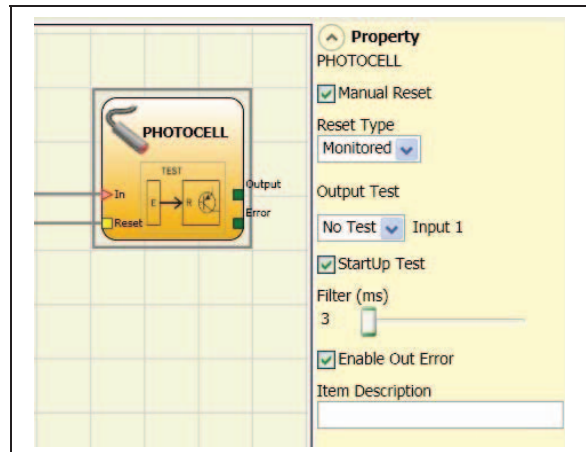 PHOTOCELL
TEST
In
E
R
Output
Reset
Error
Property
PHOTOCELL
Manual Reset
Reset Type
Monitored
Output Test
No Test Input 1
StartUp Test
Filter (ms)
3
Enable Out Error
Item Description